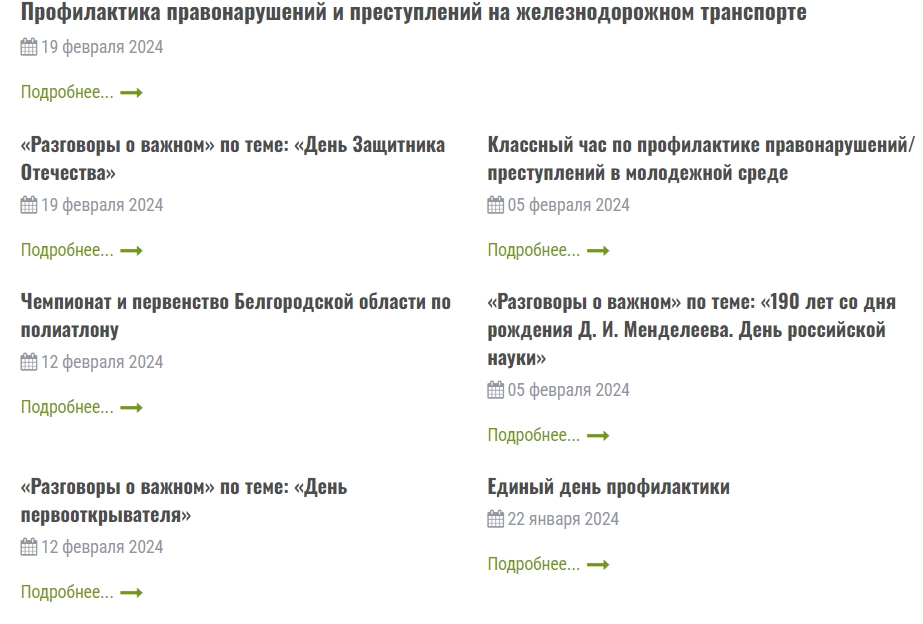 Профилактика правонарушений и преступлений на железнодорожном транспорте
19 февраля 2024
Подробнее...
«Разговоры о важном» по теме: «День Защитника
Отечества»
19 февраля 2024
Подробнее...
Чемпионат и первенство Белгородской области по
полиатлону
12 февраля 2024
Подробнее...
«Разговоры о важном» по теме: «День
первооткрывателя»
12 февраля 2024
Подробнее...
Классный час по профилактике правонарушений/
преступлений в молодежной среде
05 февраля 2024
Подробнее...
«Разговоры о важном» по теме: «190 лет со дня
рождения Д. И. Менделеева. День российской
науки»
05 февраля 2024
Подробнее...
Единый день профилактики
22 января 2024
Подробнее...